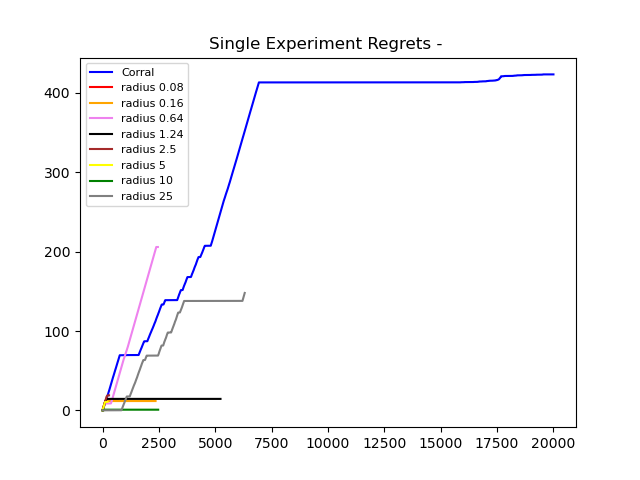 Single Experiment Regrets -
Corral
radius 0.08
radius 0.16
radius 0.64
radius 1.24
radius 2.5
radius 5
radius 10
radius 25
400
300
200
100
0
0 2500 5000 7500 10000 12500 15000 17500 20000